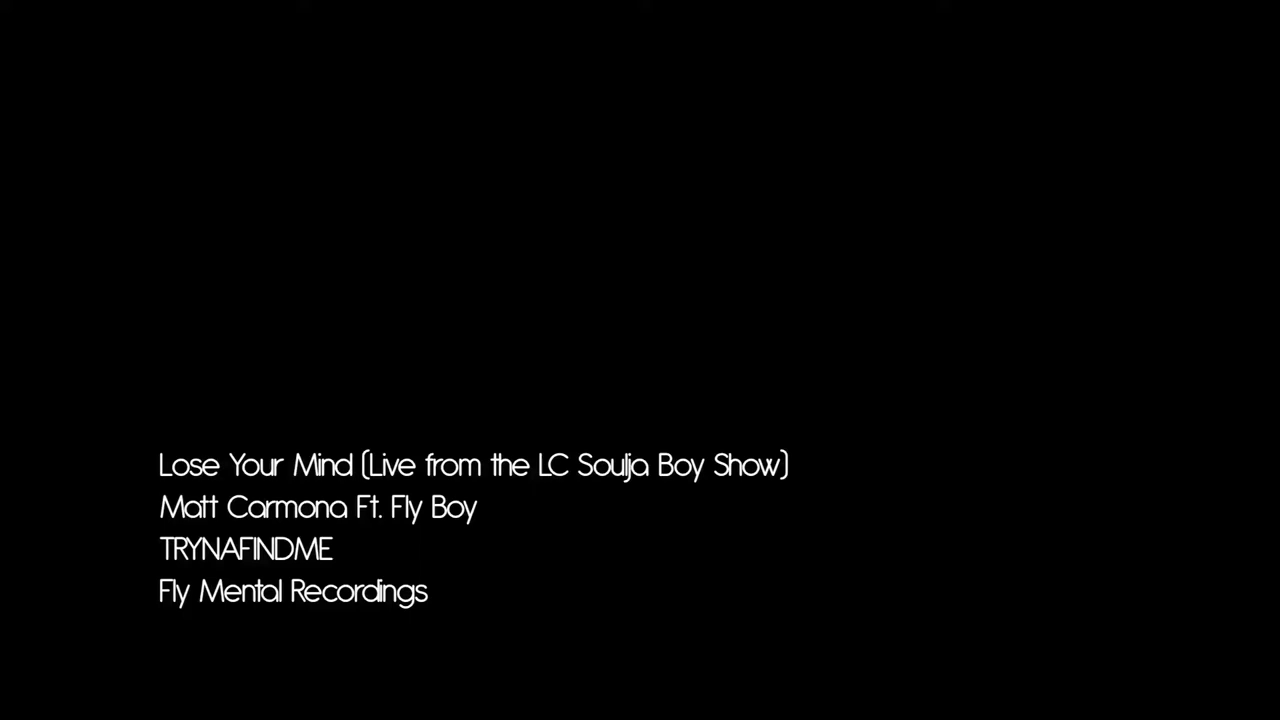 Lose Your Mind (Live from the LC Soulja Boy Show)
Matt Carmona Ft. Fly Boy
TRYNAFINDME
Fly Mental Recordings